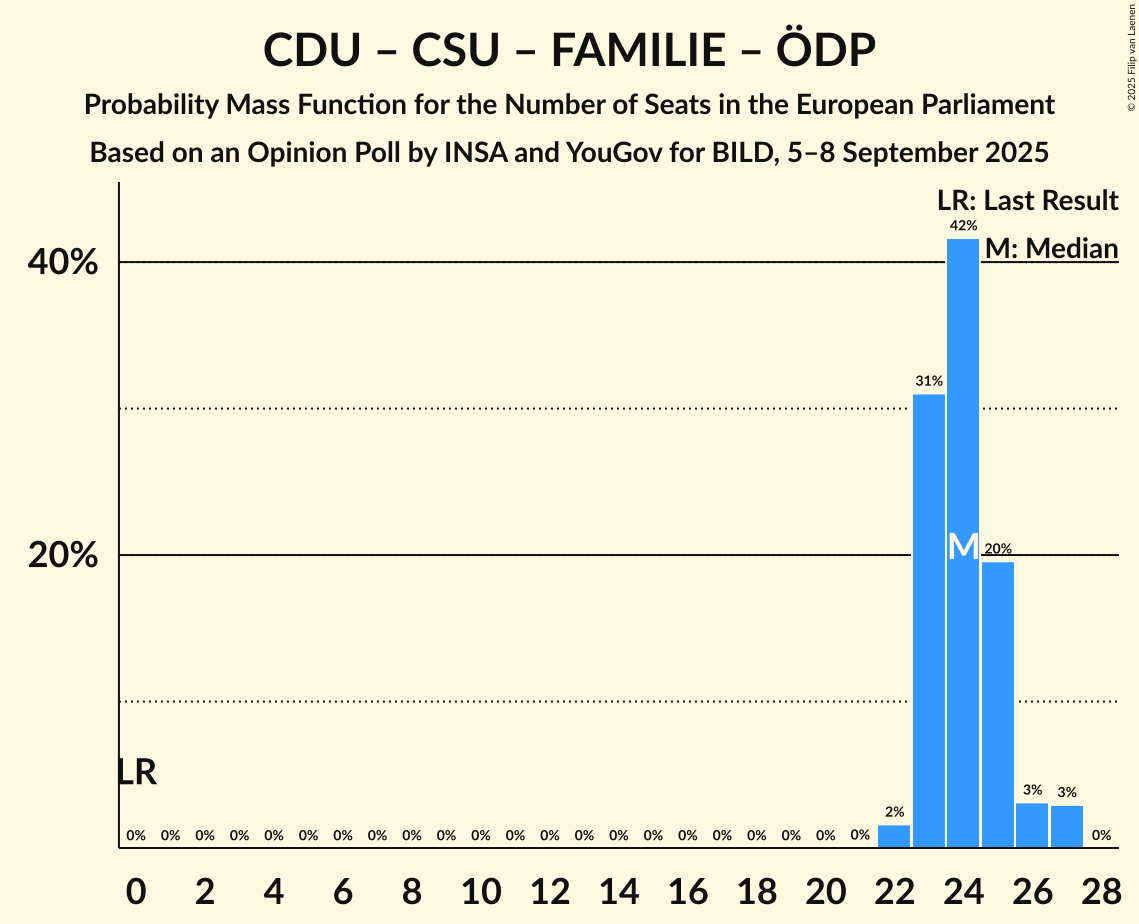 CDU – CSU – FAMILIE – ÖDP
Probability Mass Function for the Number of Seats in the European Parliament
Based on an Opinion Poll by INSA and YouGov for BILD, 5–8 September 2025
© 2025 Filip van Laenen
LR: Last Result
M: Median
42%
40%
31%
M
20%
20%
LR
0% 0% 0% 0% 0% 0% 0% 0% 0% 0% 0% 0% 0% 0% 0% 0% 0% 0% 0% 0% 0% 0% 2% 3% 3% 0%
0 2 4 6 8 10 12 14 16 18 20 22 24 26 28